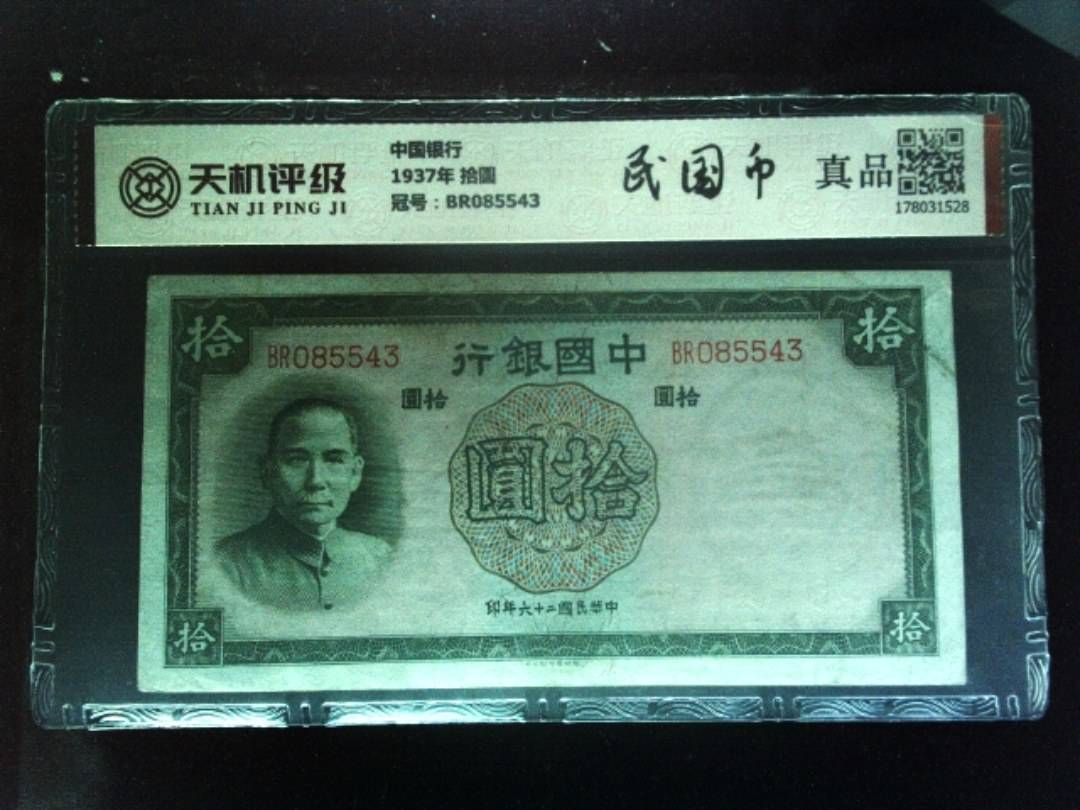 天机评级
TIAN JI PING JI
中国银行
1937年 拾圆
冠号：BR085543
民国币
真品
178031528
拾
拾
BR085543
行銀國中
BR085543
圓拾
圓拾
圓拾
印年六十二國民華中
拾
拾